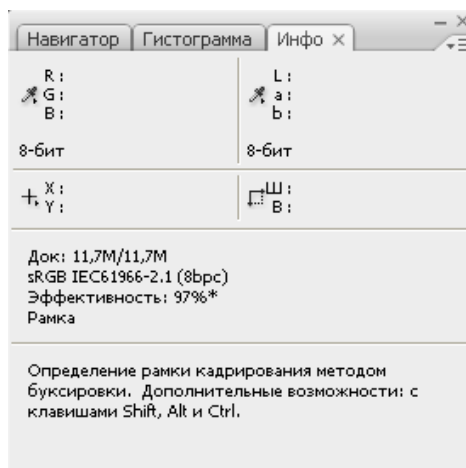 Навигатор Гистограмма Инфо ×
R : L :
G : a :
B : b :
8-бит 8-бит
X : Ш :
Y : В :
Док: 11,7M/11,7M
sRGB IEC61966-2.1 (8bpc)
Эффективность: 97%*
Рамка
Определение рамки кадрирования методом
буксировки. Дополнительные возможности: с
клавишами Shift, Alt и Ctrl.